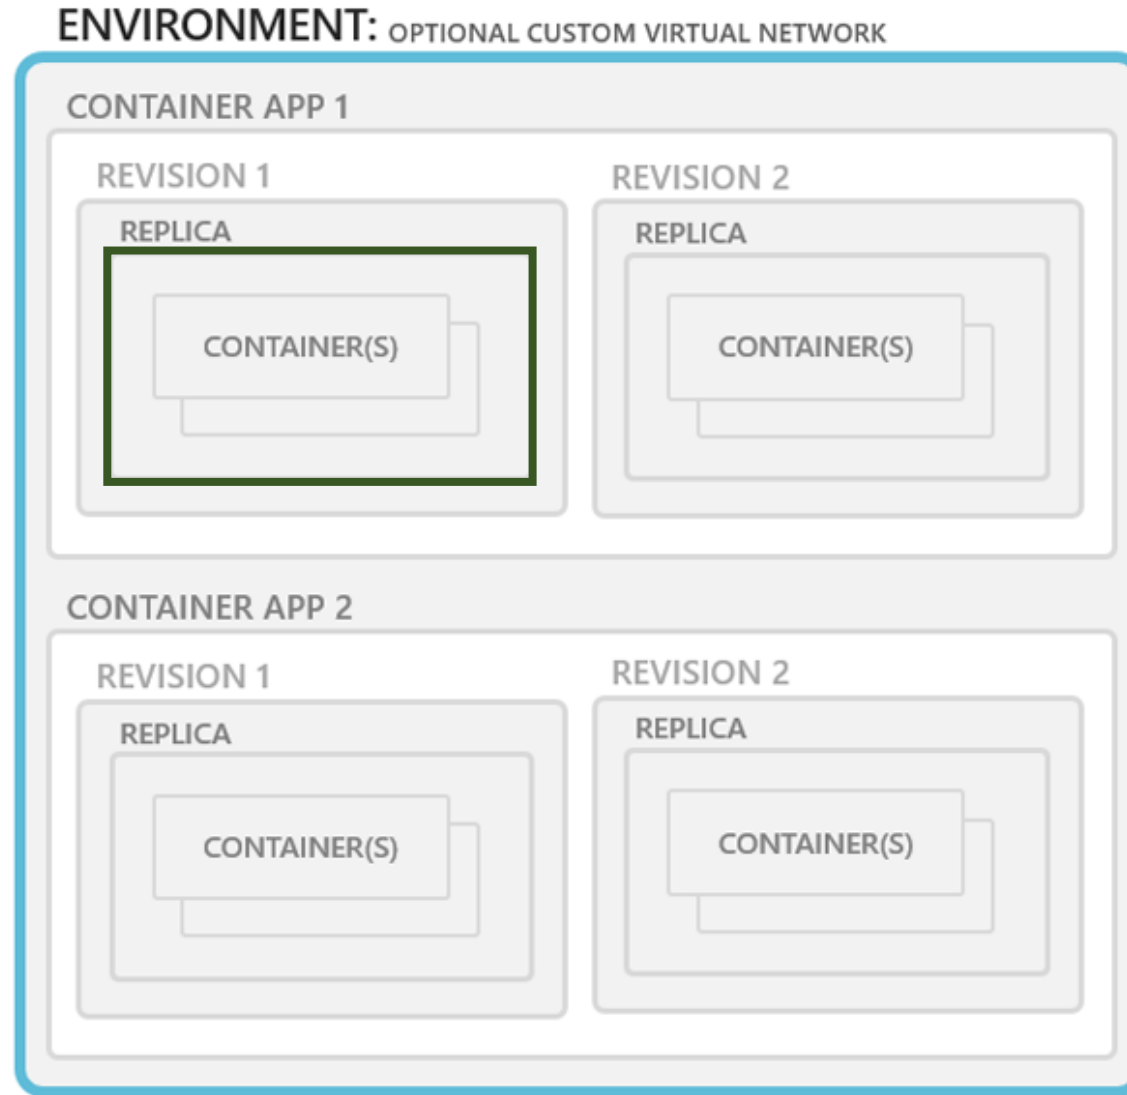 ENVIRONMENT: OPTIONAL CUSTOM VIRTUAL NETWORK
CONTAINER APP 1
REVISION 1
REPLICA
CONTAINER(S)
REVISION 2
REPLICA
CONTAINER(S)
CONTAINER APP 2
REVISION 1
REPLICA
CONTAINER(S)
REVISION 2
REPLICA
CONTAINER(S)